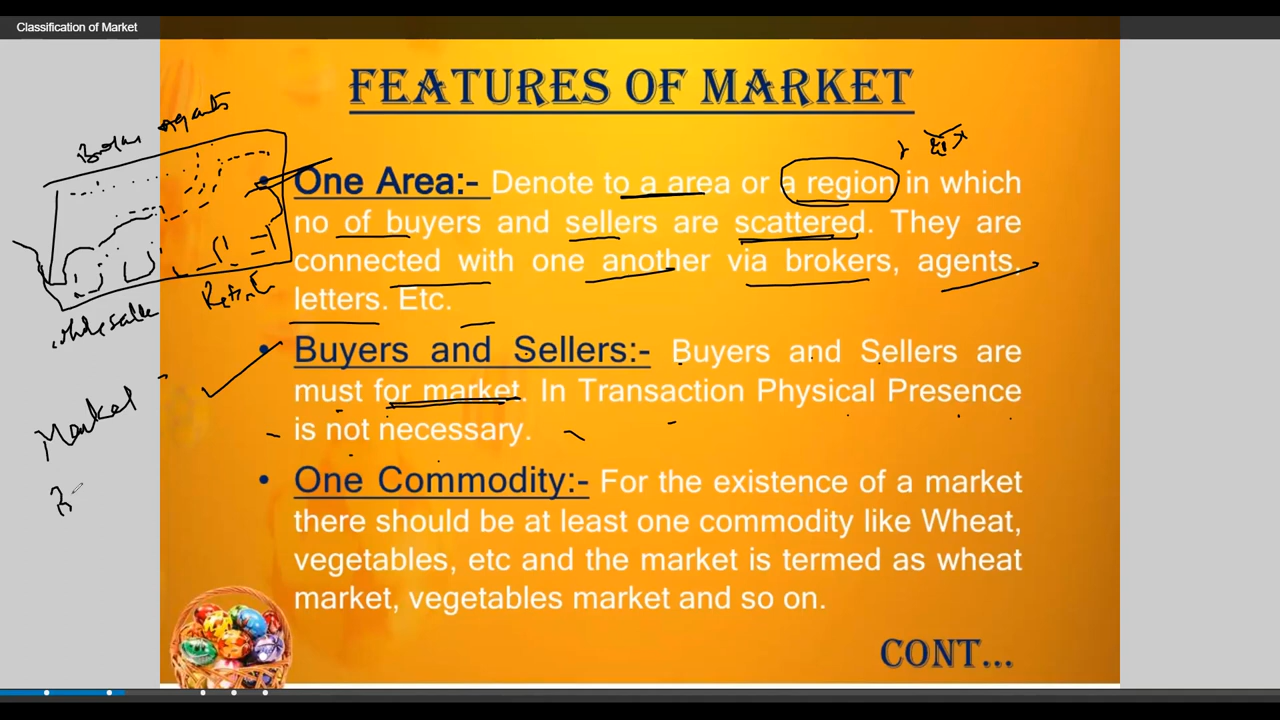 Classification of Market
FEATURES OF MARKET
• One Area:- Denote to a area or a region in which
no of buyers and sellers are scattered. They are
connected with one another via brokers, agents,
letters. Etc.
• Buyers and Sellers:- Buyers and Sellers are
must for market. In Transaction Physical Presence
is not necessary.
• One Commodity:- For the existence of a market
there should be at least one commodity like Wheat,
vegetables, etc and the market is termed as wheat
market, vegetables market and so on.
CONT...
agents
Market